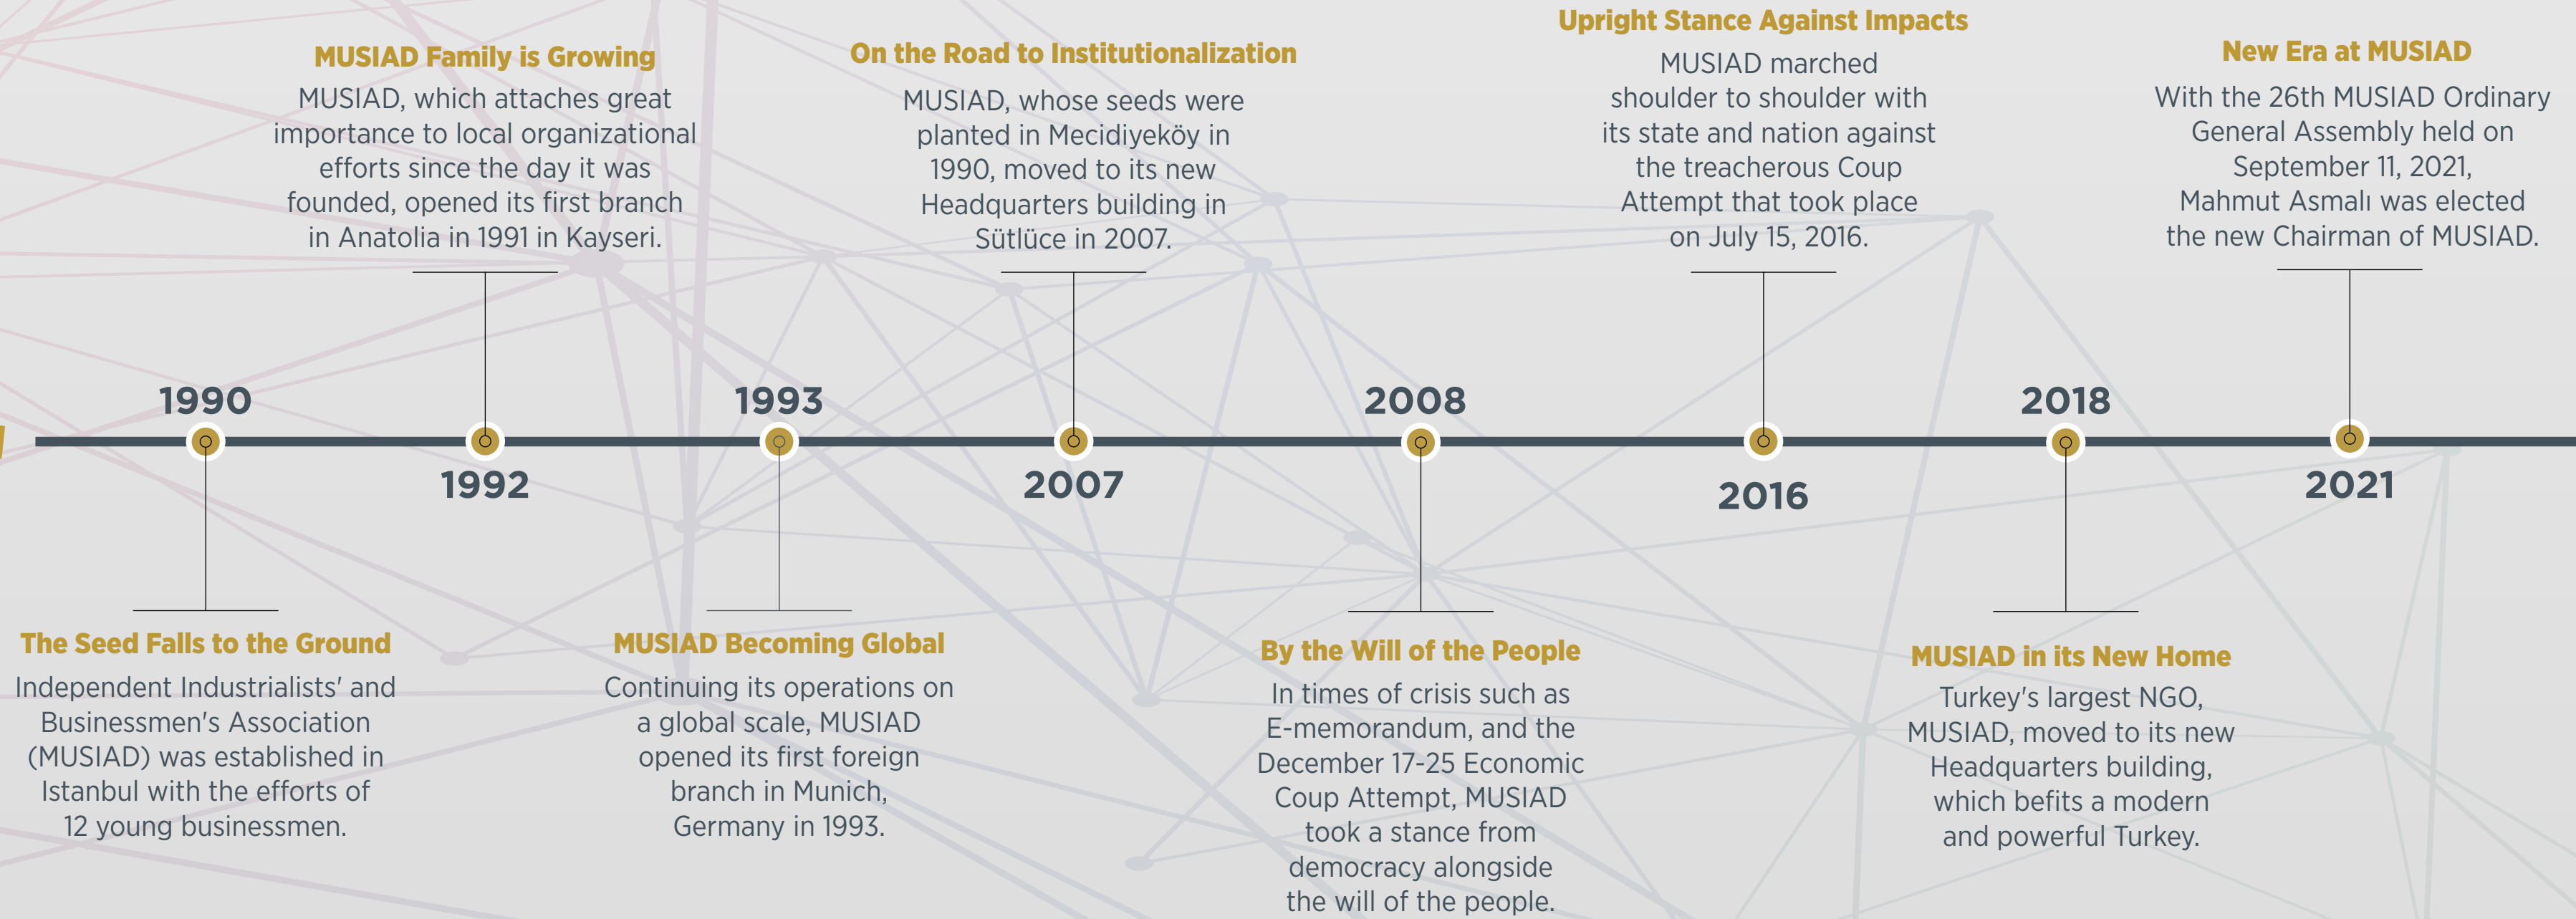 1990
The Seed Falls to the Ground
Independent Industrialists' and
Businessmen's Association
(MUSIAD) was established in
Istanbul with the efforts of
12 young businessmen.
MUSIAD Family is Growing
MUSIAD, which attaches great
importance to local organizational
efforts since the day it was
founded, opened its first branch
in Anatolia in 1991 in Kayseri.
1992
1993
MUSIAD Becoming Global
Continuing its operations on
a global scale, MUSIAD
opened its first foreign
branch in Munich,
Germany in 1993.
On the Road to Institutionalization
MUSIAD, whose seeds were
planted in Mecidiyeköy in
1990, moved to its new
Headquarters building in
Sütlüce in 2007.
2007
2008
By the Will of the People
In times of crisis such as
E-memorandum, and the
December 17-25 Economic
Coup Attempt, MUSIAD
took a stance from
democracy alongside
the will of the people.
Upright Stance Against Impacts
MUSIAD marched
shoulder to shoulder with
its state and nation against
the treacherous Coup
Attempt that took place
on July 15, 2016.
2016
2018
MUSIAD in its New Home
Turkey's largest NGO,
MUSIAD, moved to its new
Headquarters building,
which befits a modern
and powerful Turkey.
New Era at MUSIAD
With the 26th MUSIAD Ordinary
General Assembly held on
September 11, 2021,
Mahmut Asmalı was elected
the new Chairman of MUSIAD.
2021